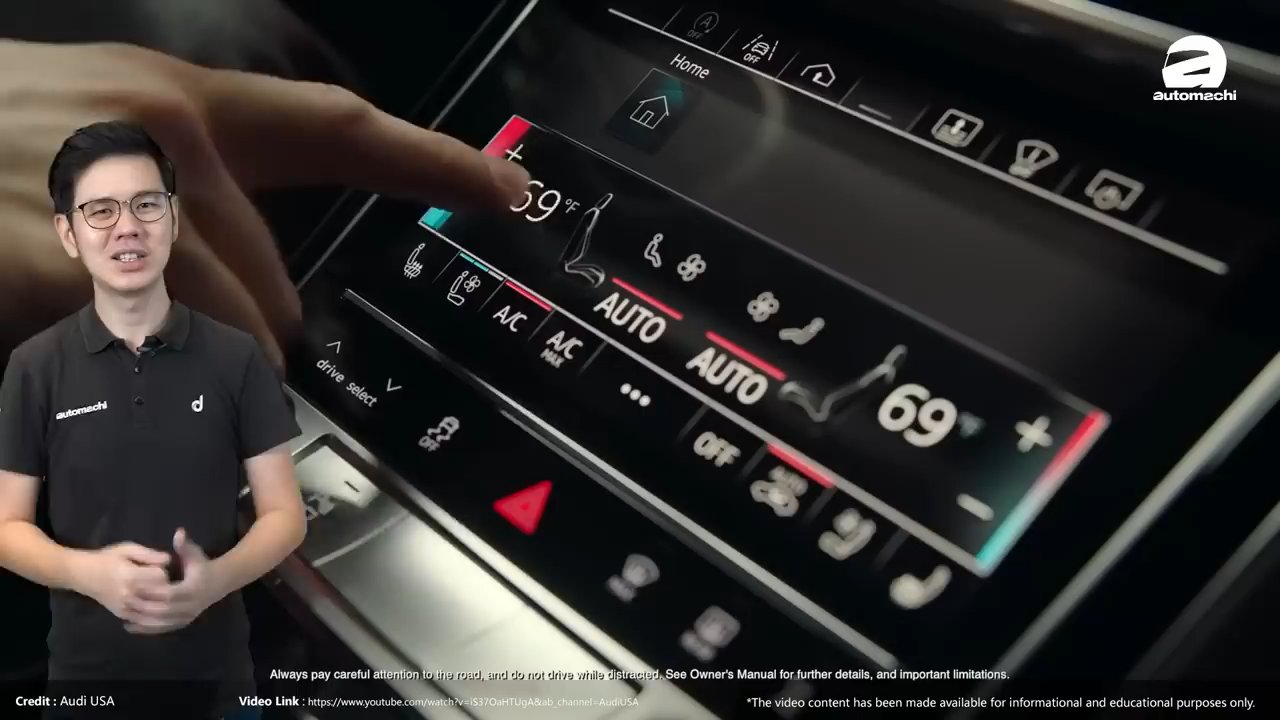 automachi
A
OFF
OFF
Home
+
69 °F
AUTO
AUTO
A/C
A/C
MAX
69 °F
+
−
OFF
AUTO
drive select
OFF
automachi
d
Always pay careful attention to the road, and do not drive while distracted. See Owner's Manual for further details, and important limitations.
Credit : Audi USA
Video Link : https://www.youtube.com/watch?v=iS37OaHTUgA&ab_channel=AudiUSA
*The video content has been made available for informational and educational purposes only.